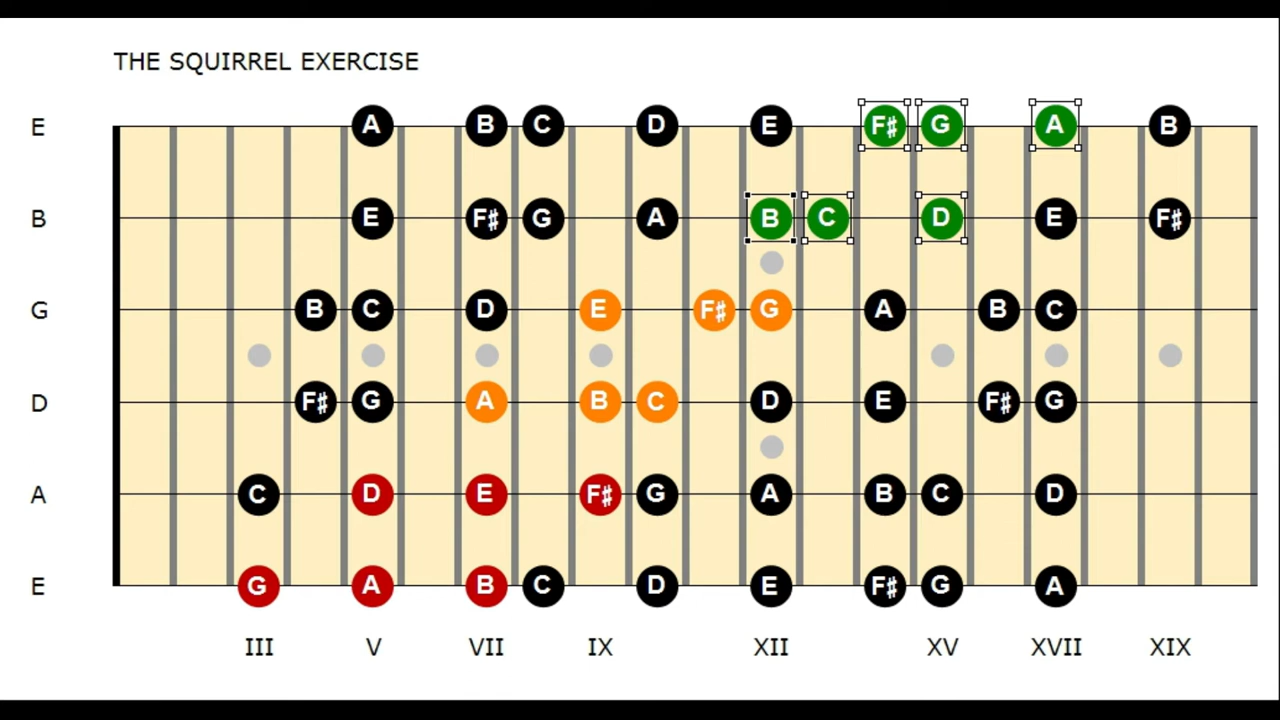 THE SQUIRREL EXERCISE
E A B C D E F♯ G A B
B E F♯ G A B C D E F♯
G B C D E F♯ G A B C
D F♯ G A B C D E F♯ G
A C D E F♯ G A B C D
E G A B C D E F♯ G A
III V VII IX XII XV XVII XIX